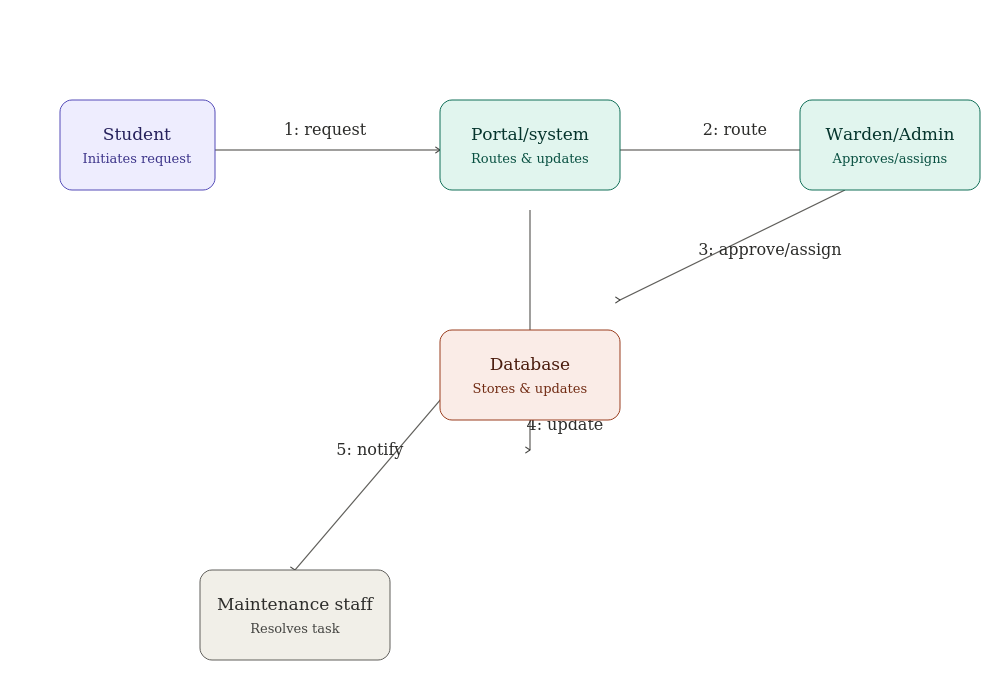 Student
Initiates request
1: request
Portal/system
Routes & updates
2: route
Warden/Admin
Approves/assigns
3: approve/assign
Database
Stores & updates
4: update
5: notify
Maintenance staff
Resolves task